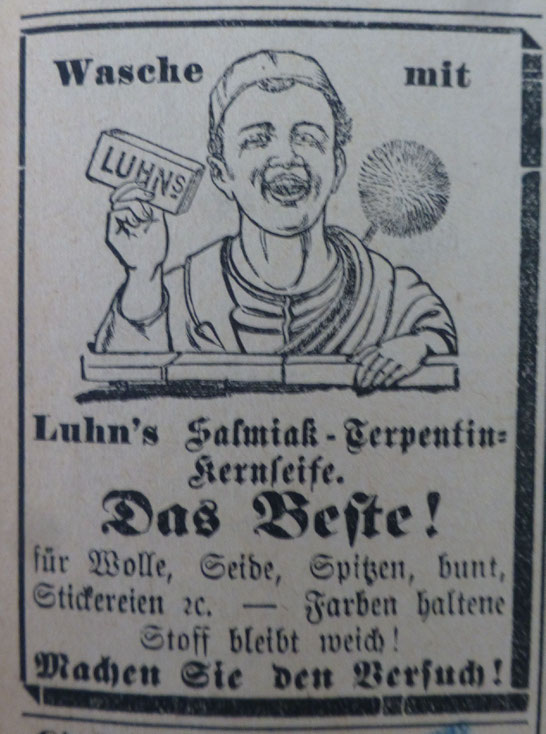 Wasche mit
LUHNS
Luhn's Salmiak-Terpentin-
Kernseife.
Das Beste!
für Wolle, Seide, Spitzen, bunt,
Stickereien ꝛc. — Farben haltene
Stoff bleibt weich!
Machen Sie den Versuch!